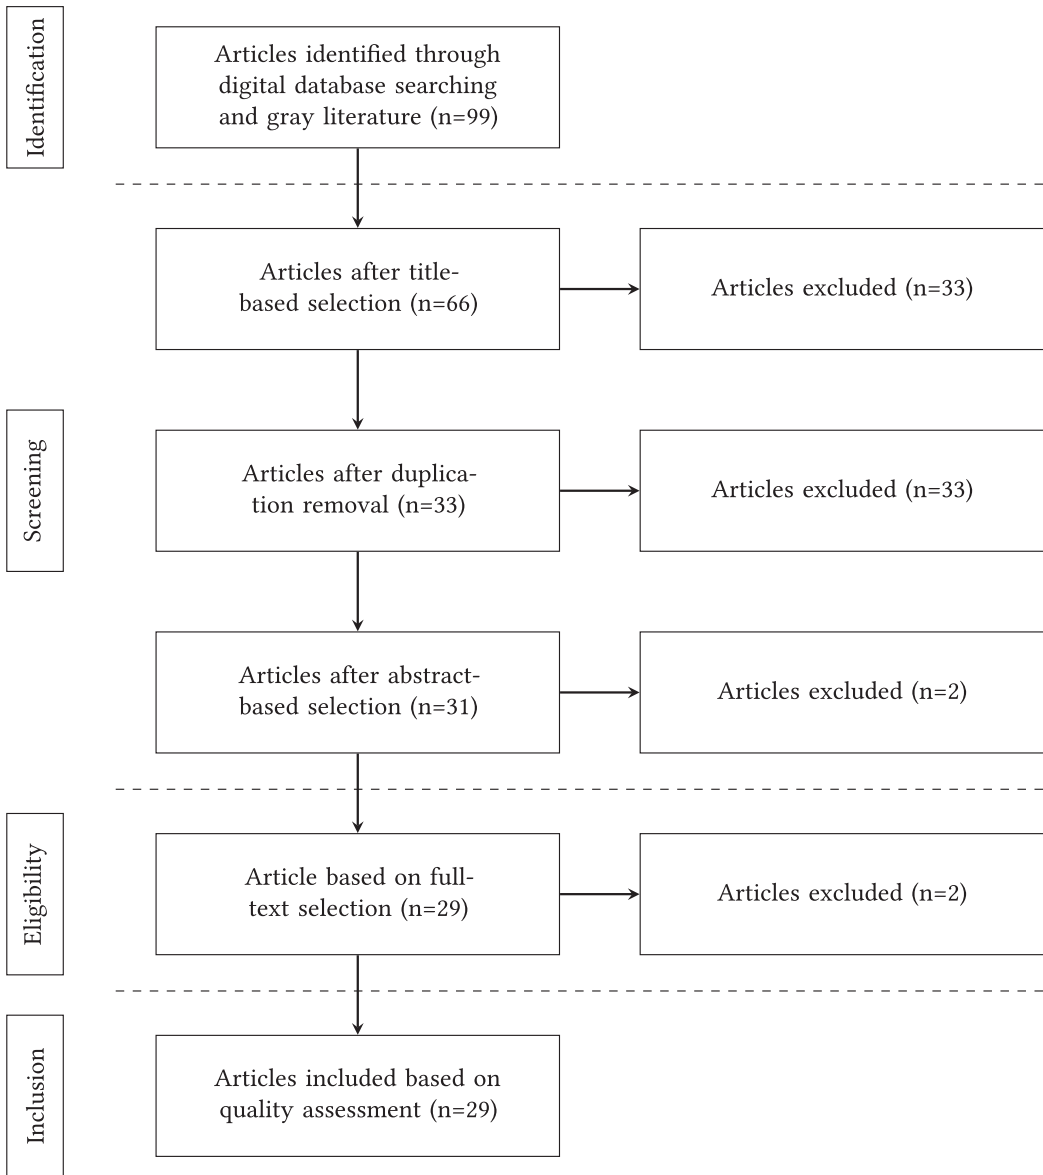 Identification
Articles identified through
digital database searching
and gray literature (n=99)
Articles after title-
based selection (n=66)
Articles excluded (n=33)
Screening
Articles after duplica-
tion removal (n=33)
Articles excluded (n=33)
Articles after abstract-
based selection (n=31)
Articles excluded (n=2)
Eligibility
Article based on full-
text selection (n=29)
Articles excluded (n=2)
Inclusion
Articles included based on
quality assessment (n=29)